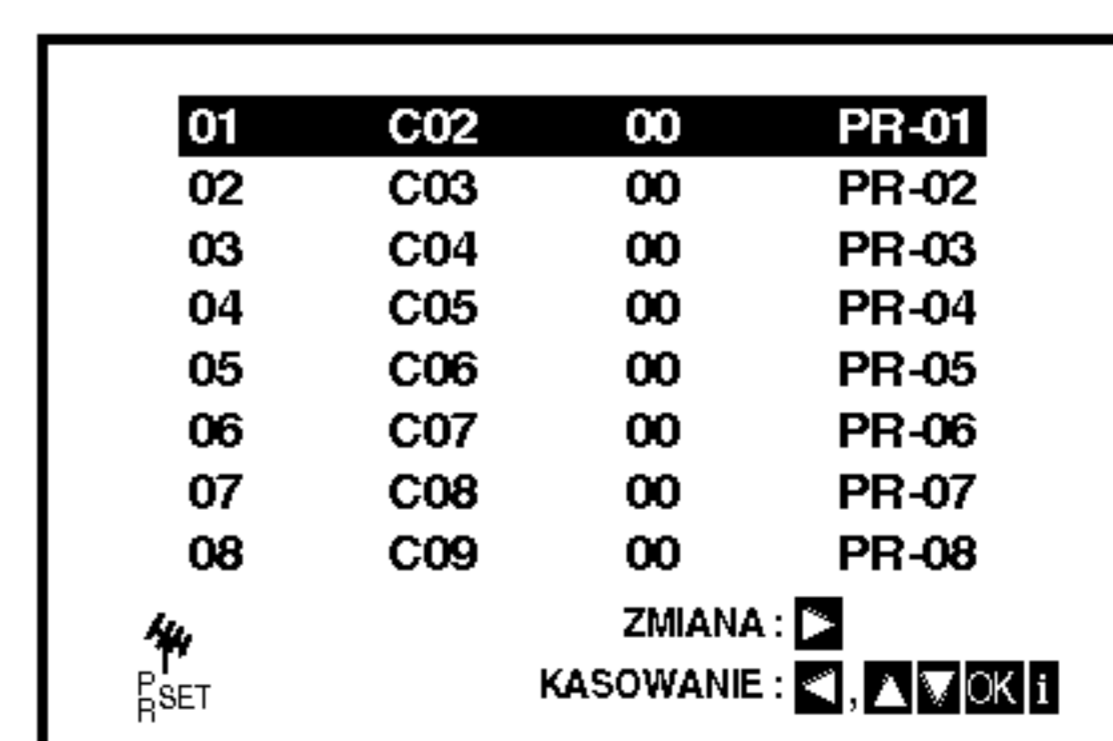 01 C02 00 PR-01
02 C03 00 PR-02
03 C04 00 PR-03
04 C05 00 PR-04
05 C06 00 PR-05
06 C07 00 PR-06
07 C08 00 PR-07
08 C09 00 PR-08
ZMIANA : ▷
PR SET KASOWANIE : ◁ , △ ▽ OK i